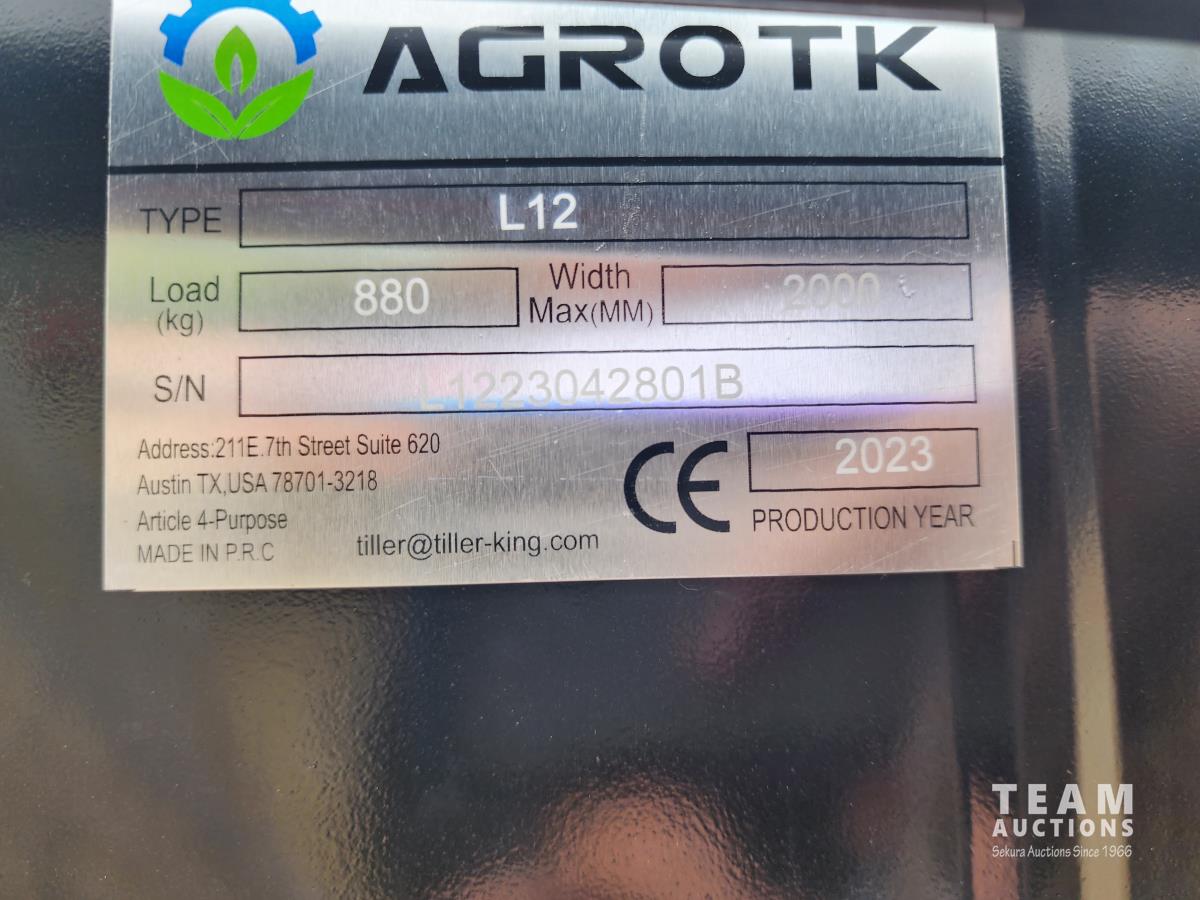 AGROTK
TYPE L12
Load (kg) 880 Width Max(MM) 2000
S/N L1223042801B
Address:211E.7th Street Suite 620
Austin TX,USA 78701-3218
Article 4-Purpose
MADE IN P.R.C
tiller@tiller-king.com
CE 2023
PRODUCTION YEAR
TEAM
AUCTIONS
Sekura Auctions Since 1966